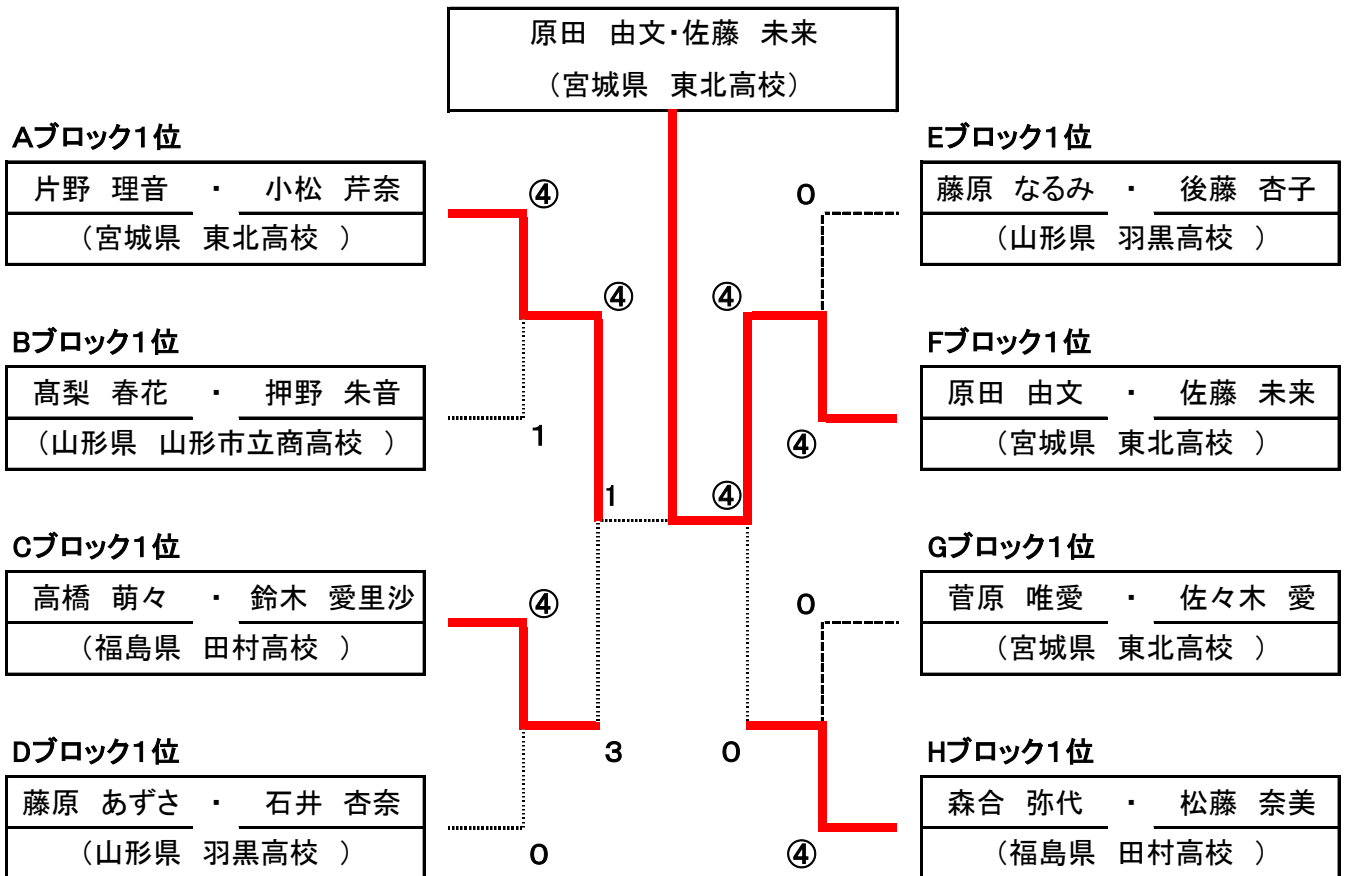 原田 由文・佐藤 未来
（宮城県 東北高校）
Aブロック1位
片野 理音 ・ 小松 芹奈
（宮城県 東北高校 ）
④
④
Bブロック1位
髙梨 春花 ・ 押野 朱音
（山形県 山形市立商高校 ）
1
1
Cブロック1位
高橋 萌々 ・ 鈴木 愛里沙
（福島県 田村高校 ）
④
3
Dブロック1位
藤原 あずさ ・ 石井 杏奈
（山形県 羽黒高校 ）
0
Eブロック1位
藤原 なるみ ・ 後藤 杏子
（山形県 羽黒高校 ）
0
④
Fブロック1位
原田 由文 ・ 佐藤 未来
（宮城県 東北高校 ）
④
④
Gブロック1位
菅原 唯愛 ・ 佐々木 愛
（宮城県 東北高校 ）
0
0
Hブロック1位
森合 弥代 ・ 松藤 奈美
（福島県 田村高校 ）
④